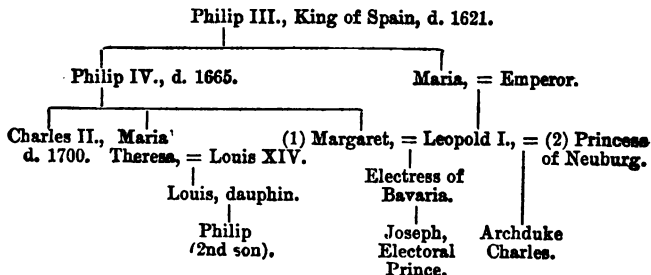 Philip III., King of Spain, d. 1621.
Philip IV., d. 1665. Maria, = Emperor.
Charles II., Maria (1) Margaret, = Leopold I., = (2) Princess
d. 1700. Theresa, = Louis XIV. of Neuburg.
Electress of
Louis, dauphin. Bavaria.
Philip Joseph, Archduke
(2nd son). Electoral Charles.
Prince.